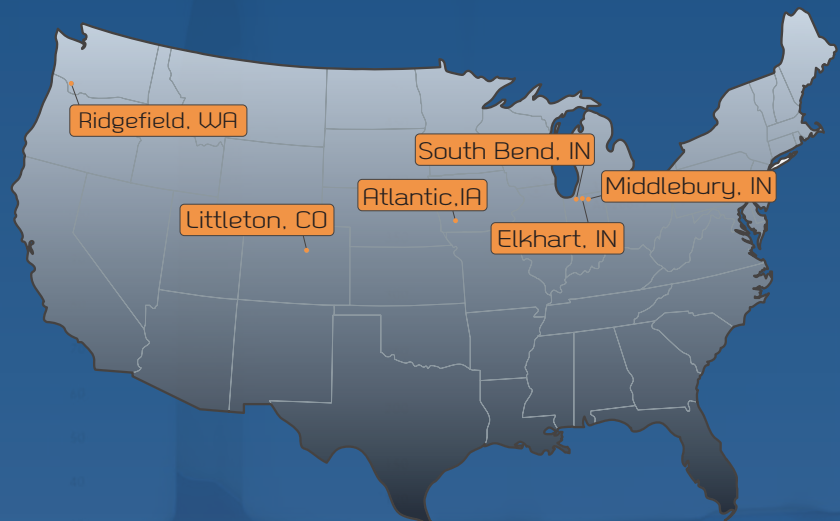 Ridgefield, WA
South Bend, IN
Middlebury, IN
Atlantic,IA
Littleton, CO
Elkhart, IN